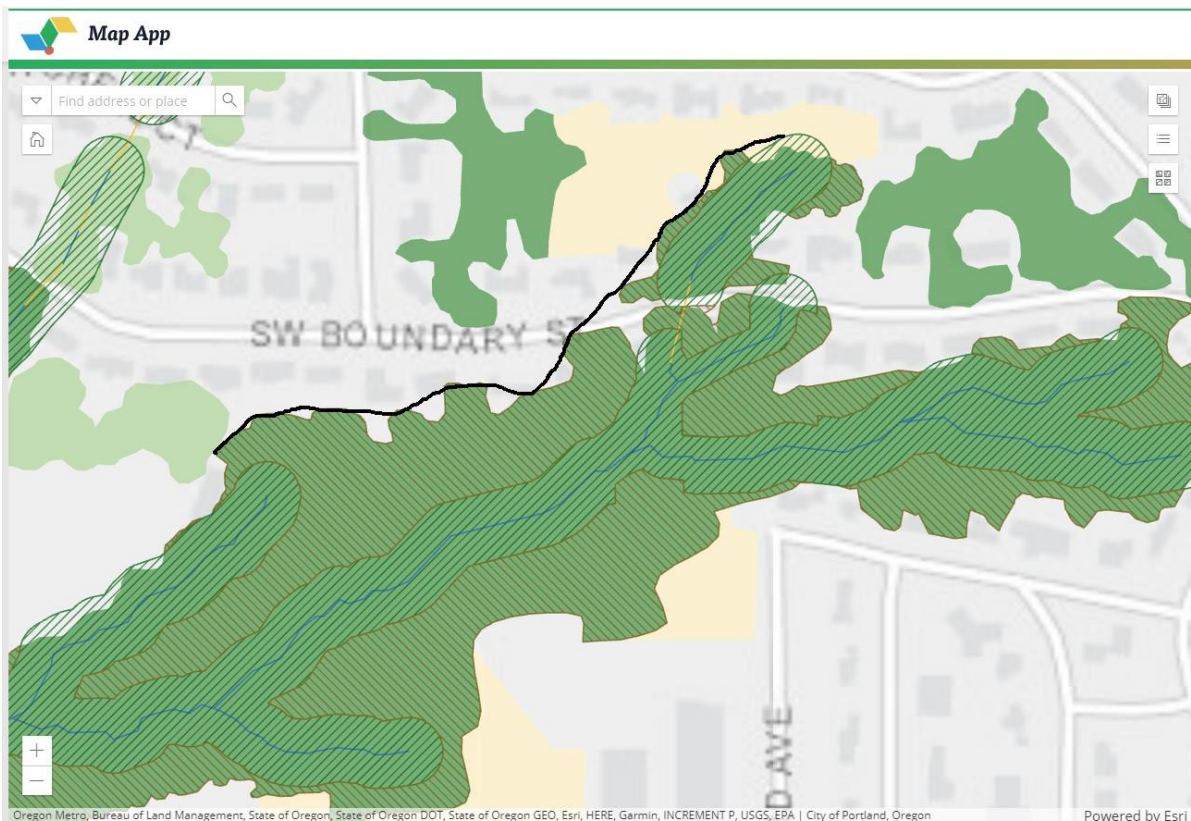 Map App
Find address or place
CT
SW BOUNDARY ST
D AVE
Oregon Metro, Bureau of Land Management, State of Oregon, State of Oregon DOT, State of Oregon GEO, Esri, HERE, Garmin, INCREMENT P, USGS, EPA | City of Portland, Oregon
Powered by Esri